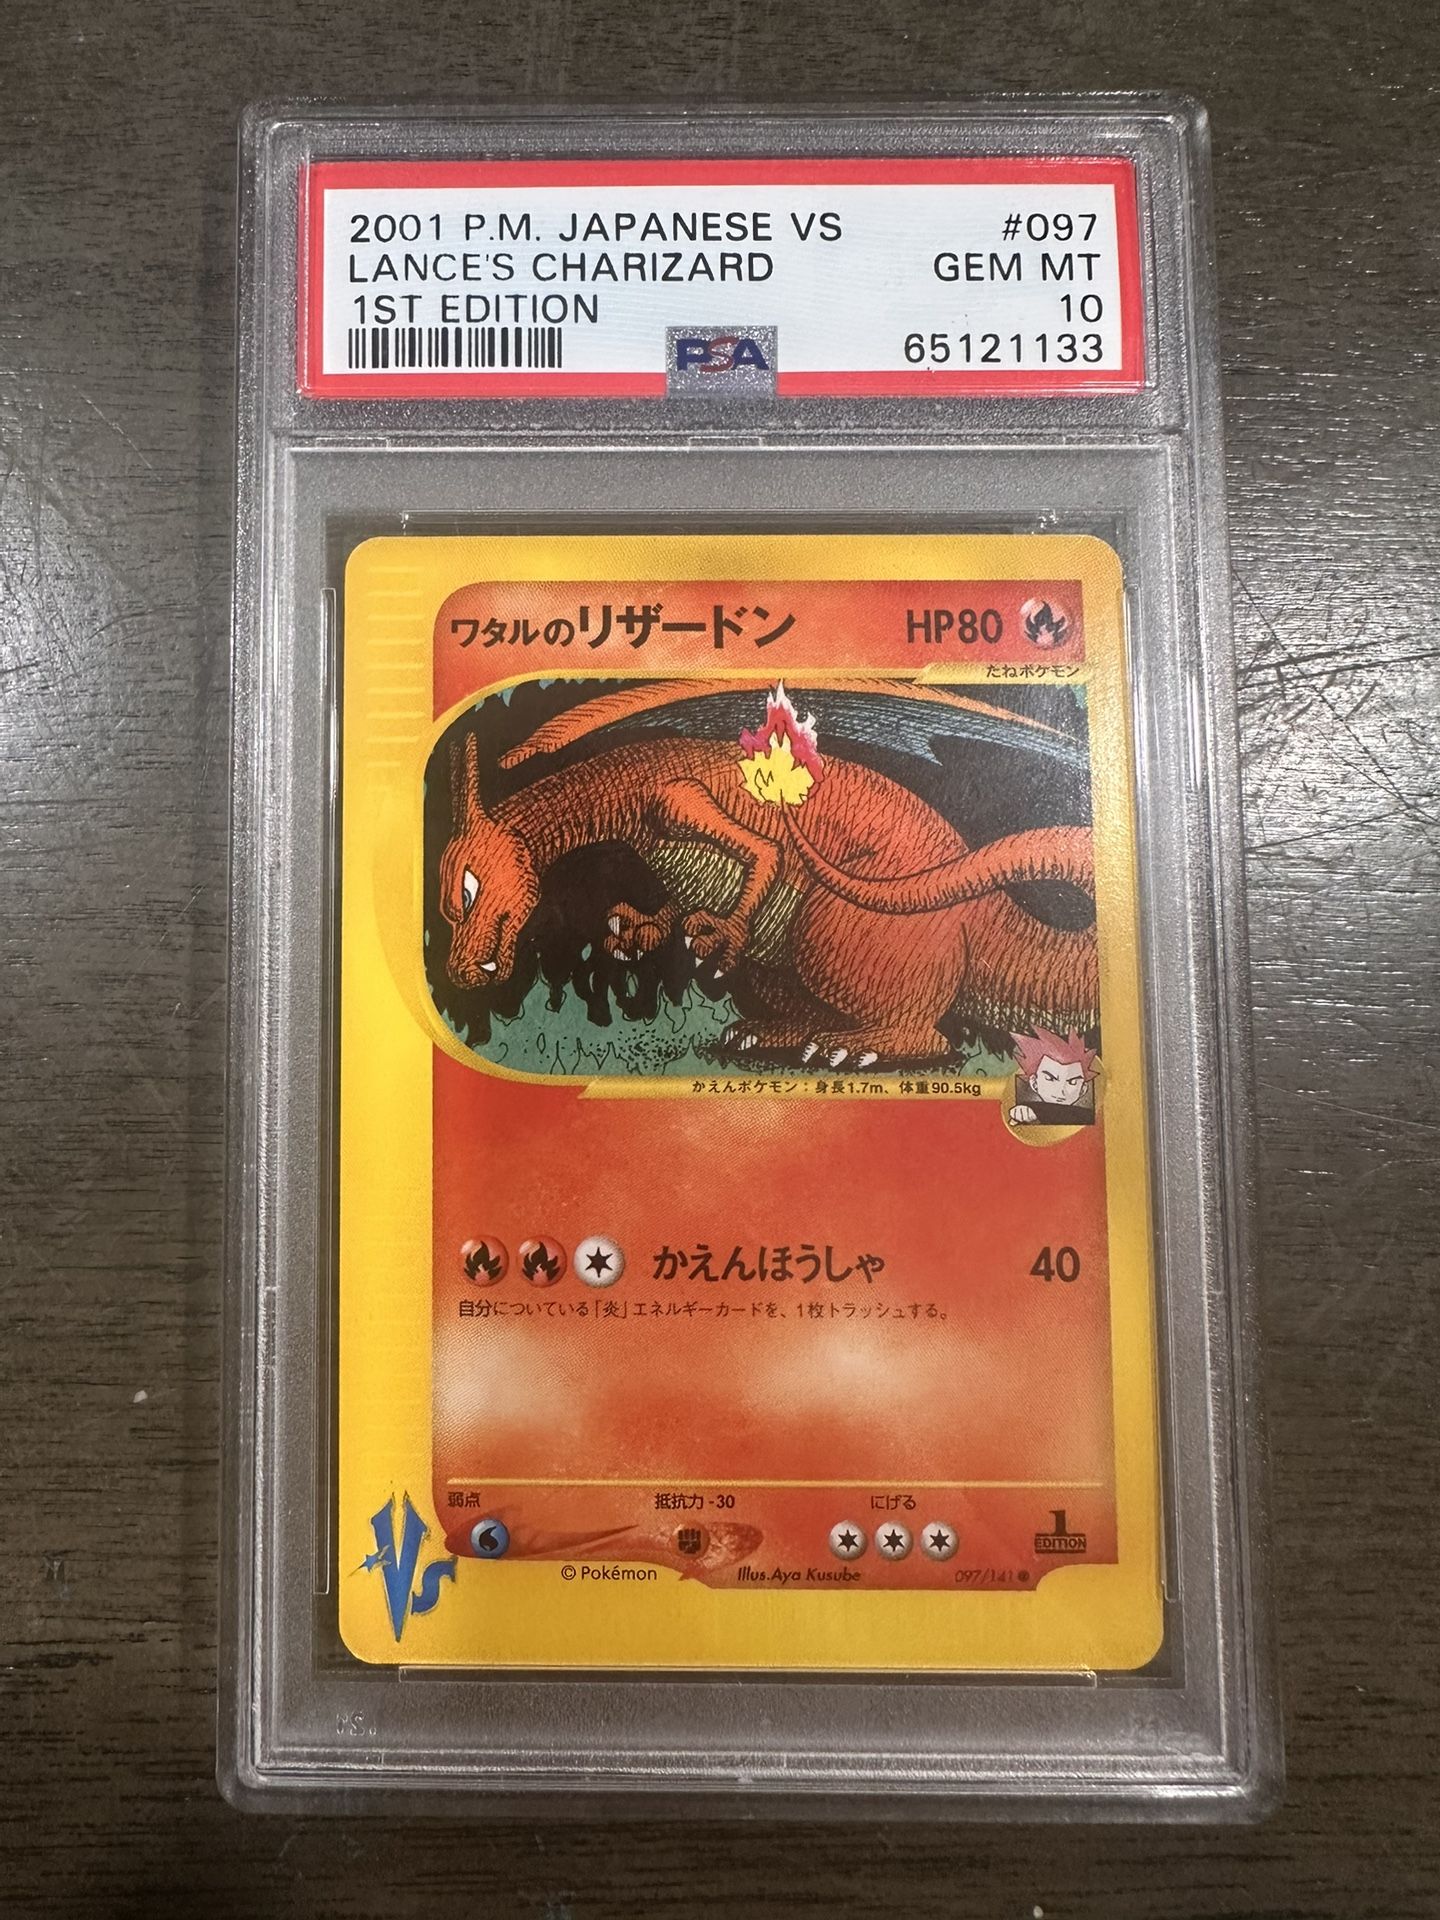 2001 P.M. JAPANESE VS #097
LANCE'S CHARIZARD GEM MT
1ST EDITION 10
PSA 65121133
ワタルのリザードン HP80
たねポケモン
かえんポケモン：身長1.7m、体重90.5kg
かえんほうしゃ 40
自分についている「炎」エネルギーカードを、1枚トラッシュする。
弱点 抵抗力-30 にげる
1
EDITION
©Pokémon Illus.Aya Kusube 097/141
VS